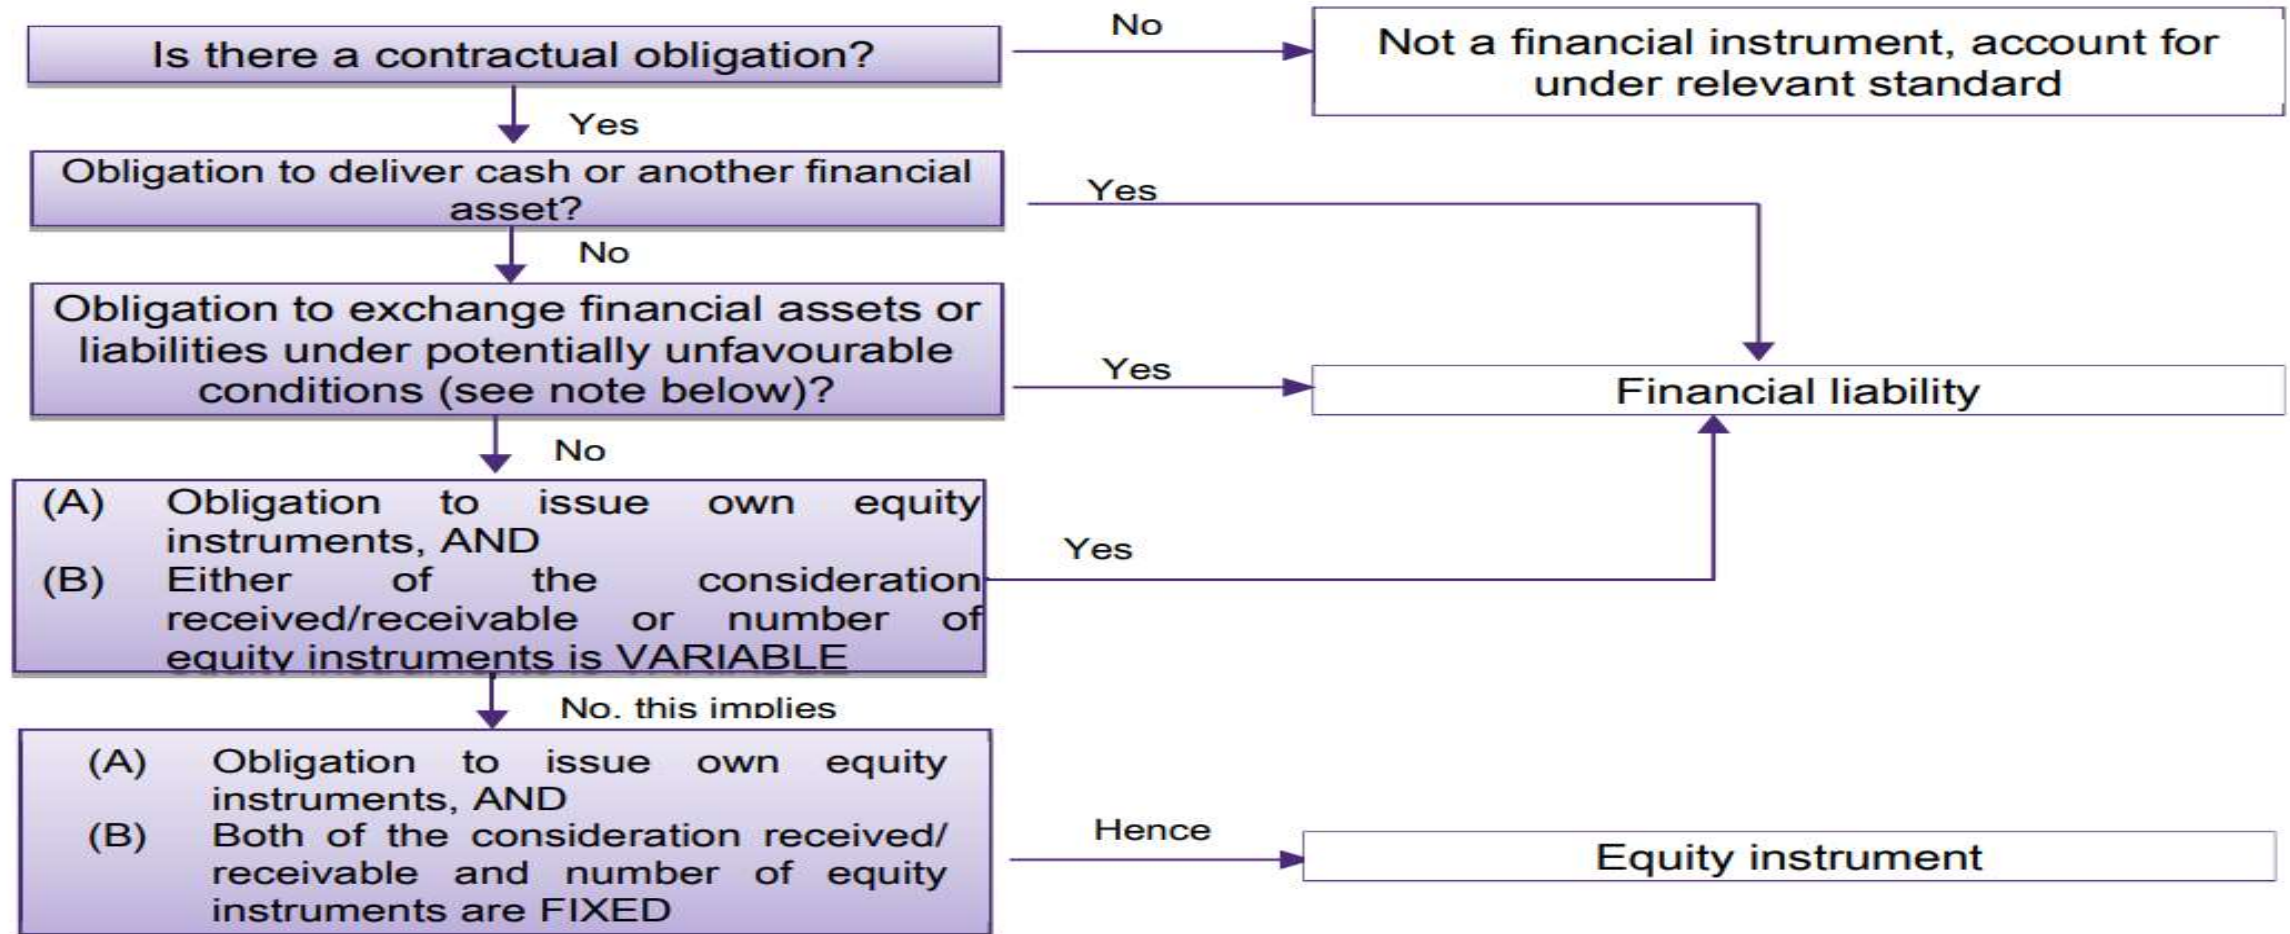 Is there a contractual obligation?
No
Not a financial instrument, account for
under relevant standard
Yes
Obligation to deliver cash or another financial
asset?
Yes
No
Obligation to exchange financial assets or
liabilities under potentially unfavourable
conditions (see note below)?
Yes
Financial liability
No
(A) Obligation to issue own equity
instruments, AND
(B) Either of the consideration
received/receivable or number of
equity instruments is VARIABLE
Yes
No, this implies
(A) Obligation to issue own equity
instruments, AND
(B) Both of the consideration received/
receivable and number of equity
instruments are FIXED
Hence
Equity instrument